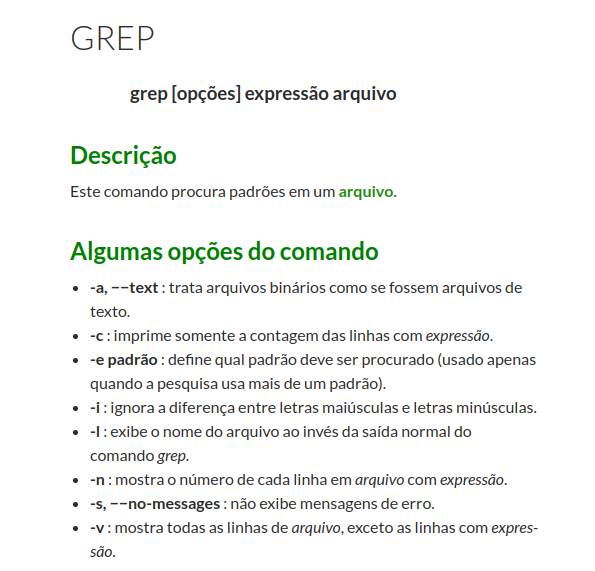 GREP
grep [opções] expressão arquivo
Descrição
Este comando procura padrões em um arquivo.
Algumas opções do comando
• -a, −−text : trata arquivos binários como se fossem arquivos de
texto.
• -c : imprime somente a contagem das linhas com expressão.
• -e padrão : define qual padrão deve ser procurado (usado apenas
quando a pesquisa usa mais de um padrão).
• -i : ignora a diferença entre letras maiúsculas e letras minúsculas.
• -l : exibe o nome do arquivo ao invés da saída normal do
comando grep.
• -n : mostra o número de cada linha em arquivo com expressão.
• -s, −−no-messages : não exibe mensagens de erro.
• -v : mostra todas as linhas de arquivo, exceto as linhas com expres-
são.